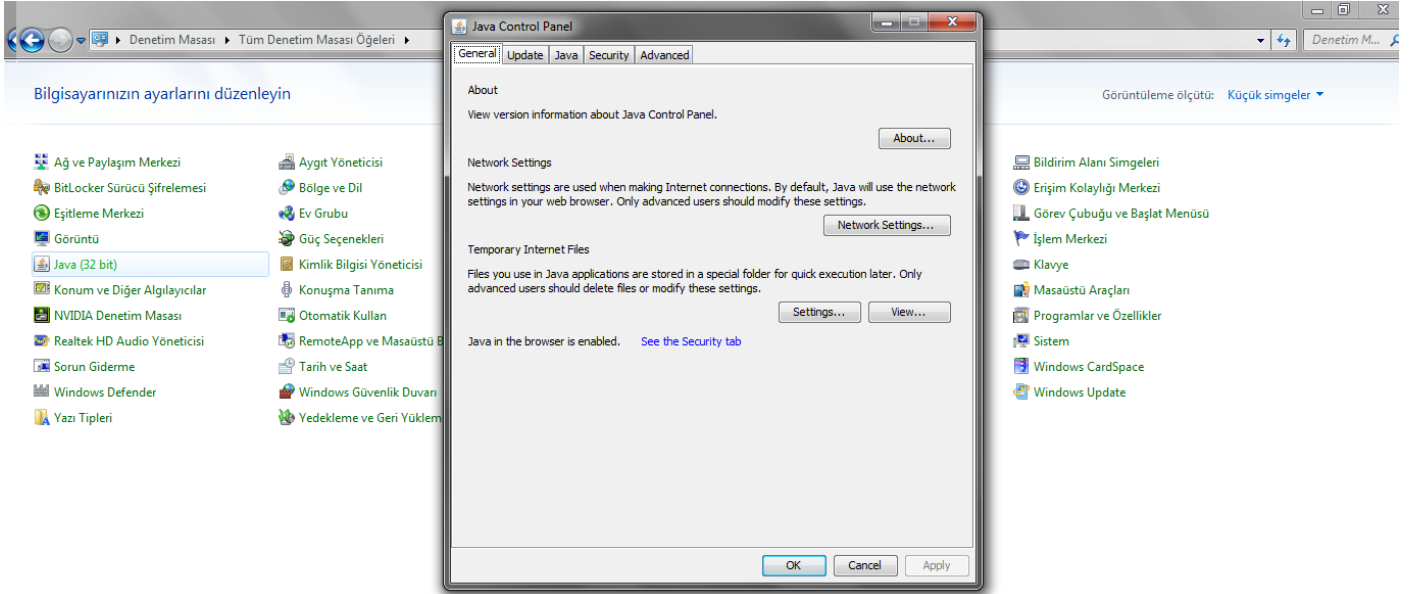 Java Control Panel
Denetim Masası
Tüm Denetim Masası Öğeleri
Denetim M...
General
Update
Java
Security
Advanced
Bilgisayarınızın ayarlarını düzenleyin
Görüntüleme ölçütü: Küçük simgeler
About
View version information about Java Control Panel.
About...
Network Settings
Network settings are used when making Internet connections. By default, Java will use the network
settings in your web browser. Only advanced users should modify these settings.
Network Settings...
Temporary Internet Files
Files you use in Java applications are stored in a special folder for quick execution later. Only
advanced users should delete files or modify these settings.
Settings...
View...
Java in the browser is enabled. See the Security tab
OK
Cancel
Apply
Ağ ve Paylaşım Merkezi
BitLocker Sürücü Şifrelemesi
Eşitleme Merkezi
Görüntü
Java (32 bit)
Konum ve Diğer Algılayıcılar
NVIDIA Denetim Masası
Realtek HD Audio Yöneticisi
Sorun Giderme
Windows Defender
Yazı Tipleri
Aygıt Yöneticisi
Bölge ve Dil
Ev Grubu
Güç Seçenekleri
Kimlik Bilgisi Yöneticisi
Konuşma Tanıma
Otomatik Kullan
RemoteApp ve Masaüstü B
Tarih ve Saat
Windows Güvenlik Duvarı
Yedekleme ve Geri Yüklem
Bildirim Alanı Simgeleri
Erişim Kolaylığı Merkezi
Görev Çubuğu ve Başlat Menüsü
İşlem Merkezi
Klavye
Masaüstü Araçları
Programlar ve Özellikler
Sistem
Windows CardSpace
Windows Update